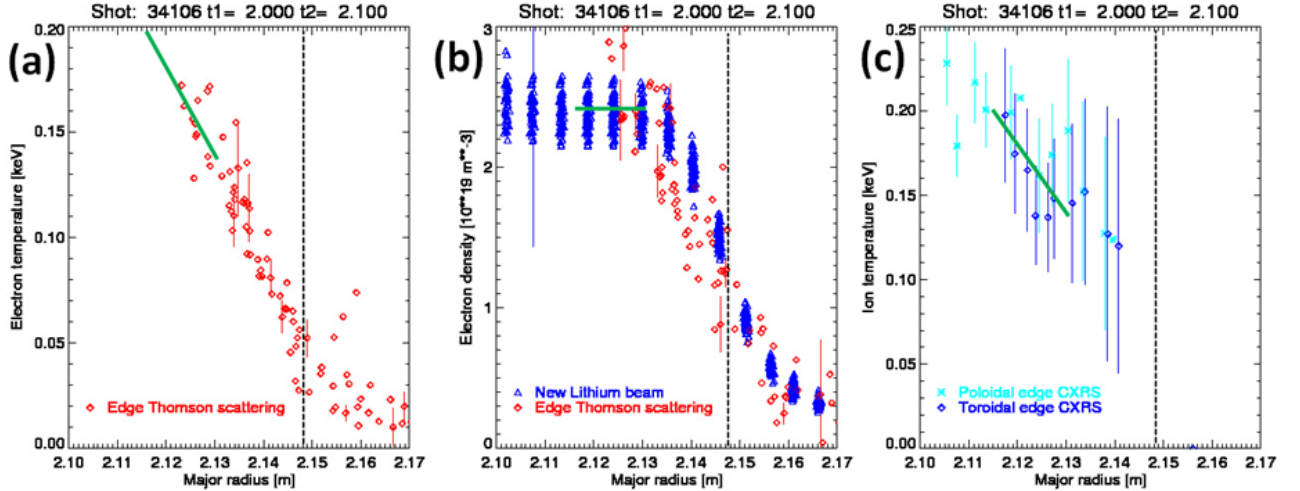 Shot: 34106 t1= 2.000 t2= 2.100
(a)
Electron temperature [keV]
0.20
0.15
0.10
0.05
0.00
Edge Thomson scattering
2.10 2.11 2.12 2.13 2.14 2.15 2.16 2.17
Major radius [m]
Shot: 34106 t1= 2.000 t2= 2.100
(b)
Electron density [10**19 m**-3]
3
2
1
0
New Lithium beam
Edge Thomson scattering
2.10 2.11 2.12 2.13 2.14 2.15 2.16 2.17
Major radius [m]
Shot: 34106 t1= 2.000 t2= 2.100
(c)
Ion temperature [keV]
0.20
0.15
0.10
0.05
0.00
Poloidal edge CXRS
Toroidal edge CXRS
2.10 2.11 2.12 2.13 2.14 2.15 2.16 2.17
Major radius [m]